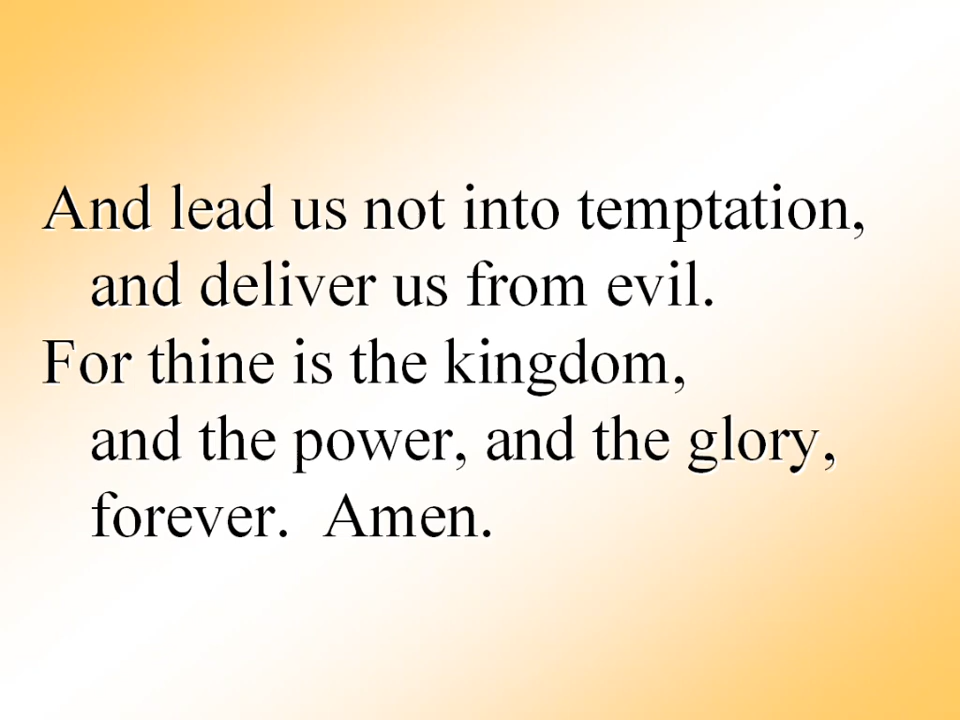 And lead us not into temptation,
and deliver us from evil.
For thine is the kingdom,
and the power, and the glory,
forever.  Amen.